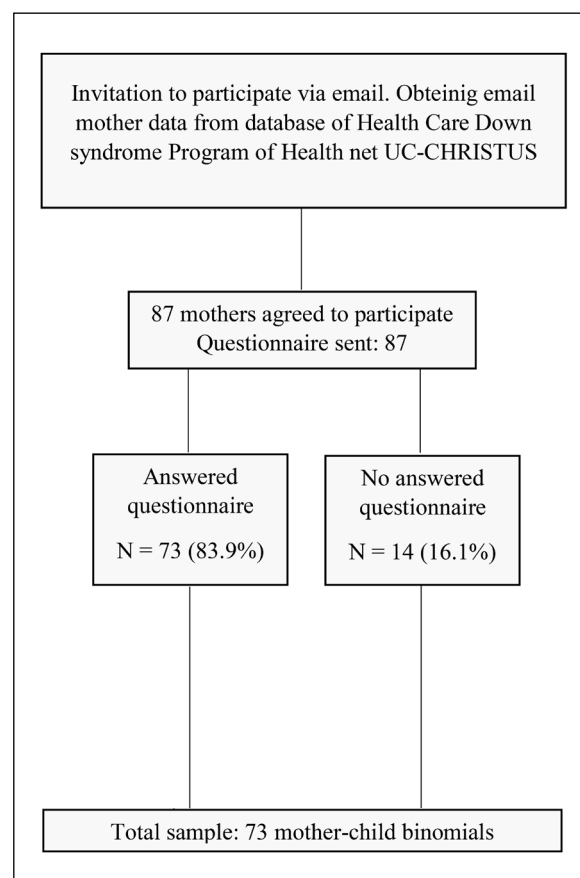 Invitation to participate via email. Obteinig email
mother data from database of Health Care Down
syndrome Program of Health net UC-CHRISTUS
87 mothers agreed to participate
Questionnaire sent: 87
Answered
questionnaire
N = 73 (83.9%)
No answered
questionnaire
N = 14 (16.1%)
Total sample: 73 mother-child binomials